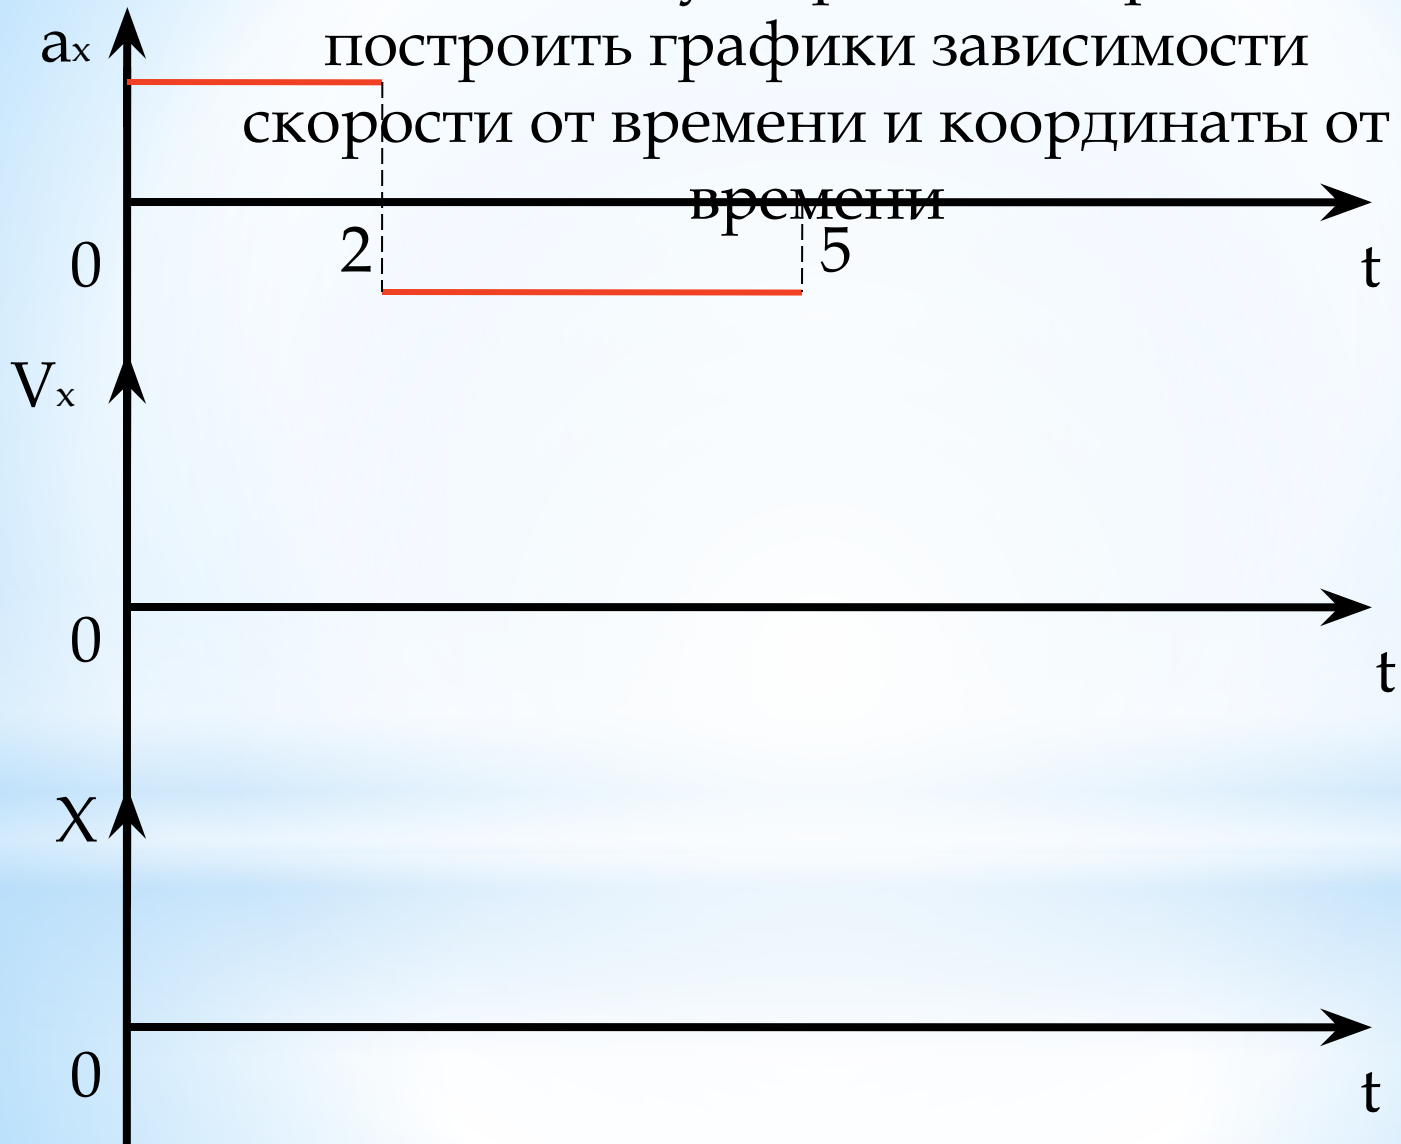 построить графики зависимости
скорости от времени и координаты от
времени
aₓ
0
2
5
t
Vₓ
0
t
X
0
t